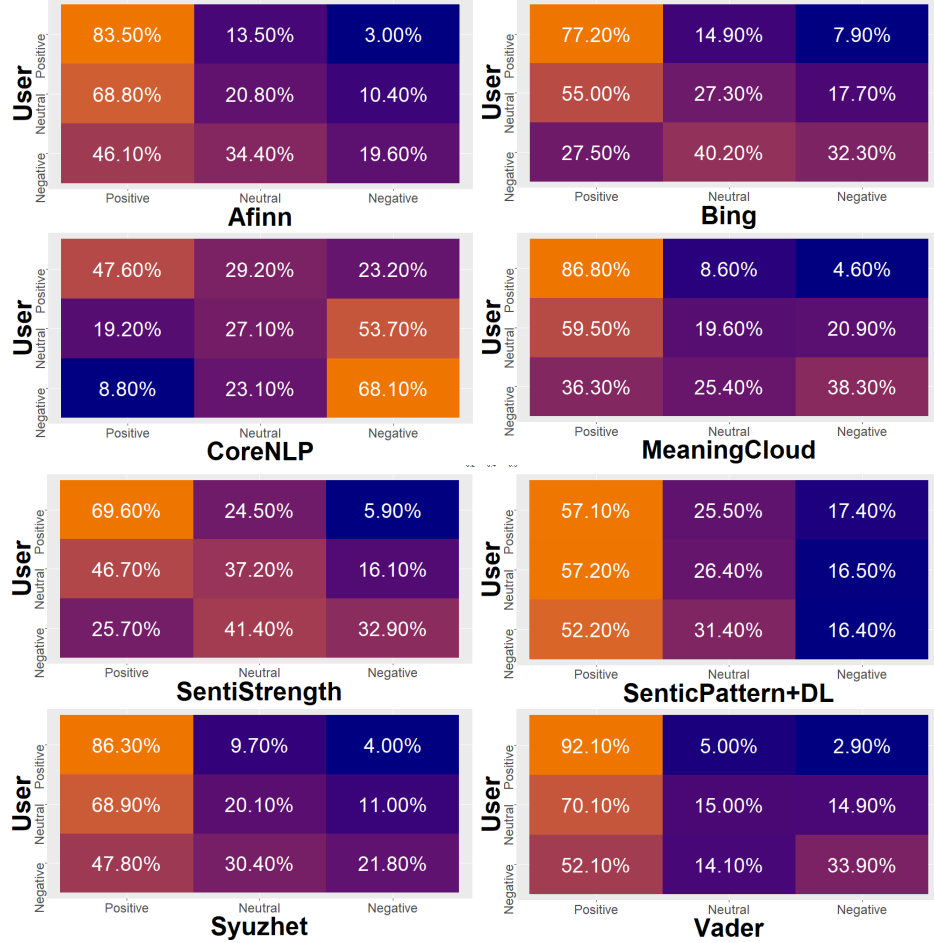 User
Positive
Neutral
Negative
83.50% 13.50% 3.00%
68.80% 20.80% 10.40%
46.10% 34.40% 19.60%
Positive Neutral Negative
Afinn
User
Positive
Neutral
Negative
77.20% 14.90% 7.90%
55.00% 27.30% 17.70%
27.50% 40.20% 32.30%
Positive Neutral Negative
Bing
User
Positive
Neutral
Negative
47.60% 29.20% 23.20%
19.20% 27.10% 53.70%
8.80% 23.10% 68.10%
Positive Neutral Negative
CoreNLP
User
Positive
Neutral
Negative
86.80% 8.60% 4.60%
59.50% 19.60% 20.90%
36.30% 25.40% 38.30%
Positive Neutral Negative
MeaningCloud
User
Positive
Neutral
Negative
69.60% 24.50% 5.90%
46.70% 37.20% 16.10%
25.70% 41.40% 32.90%
Positive Neutral Negative
SentiStrength
User
Positive
Neutral
Negative
57.10% 25.50% 17.40%
57.20% 26.40% 16.50%
52.20% 31.40% 16.40%
Positive Neutral Negative
SenticPattern+DL
User
Positive
Neutral
Negative
86.30% 9.70% 4.00%
68.90% 20.10% 11.00%
47.80% 30.40% 21.80%
Positive Neutral Negative
Syuzhet
User
Positive
Neutral
Negative
92.10% 5.00% 2.90%
70.10% 15.00% 14.90%
52.10% 14.10% 33.90%
Positive Neutral Negative
Vader